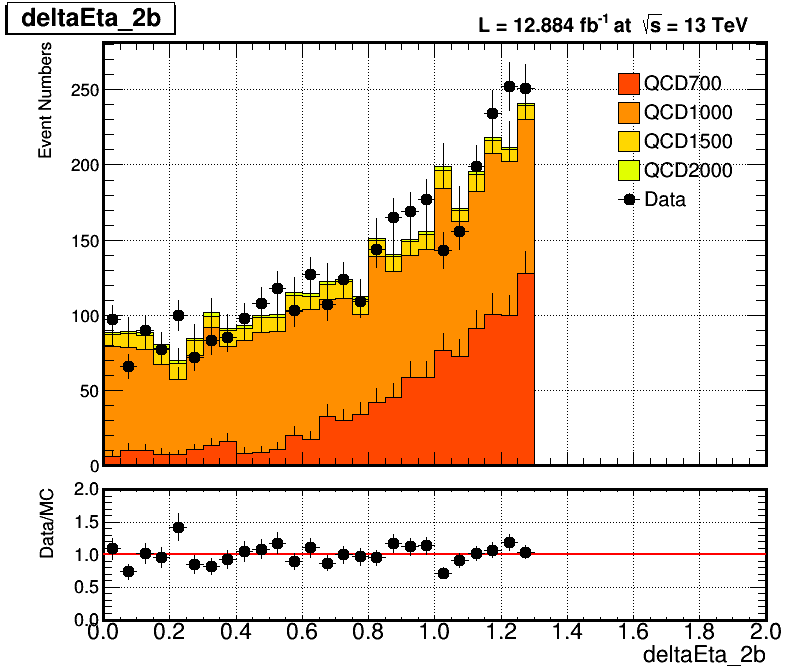 deltaEta_2b
L = 12.884 fb-1 at √s = 13 TeV
Event Numbers
250
200
150
100
50
0
QCD700
QCD1000
QCD1500
QCD2000
Data
Data/MC
2.0
1.5
1.0
0.5
0.0
0.0 0.2 0.4 0.6 0.8 1.0 1.2 1.4 1.6 1.8 2.0
deltaEta_2b